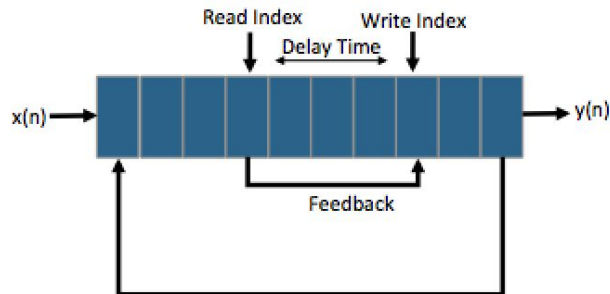 Read Index
Write Index
Delay Time
x(n)
y(n)
Feedback